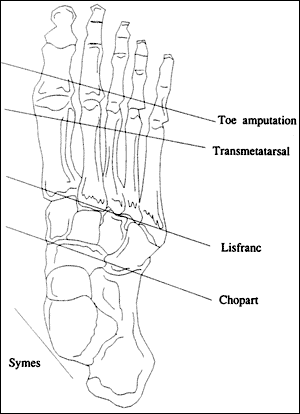 Toe amputation
Transmetatarsal
Lisfranc
Chopart
Symes